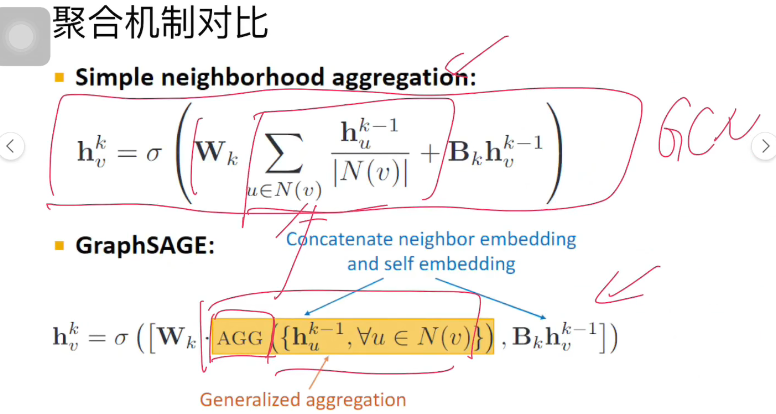 聚合机制对比
Simple neighborhood aggregation:
h_v^k = σ ( W_k ∑_{u∈N(v)} h_u^{k−1} / |N(v)| + B_k h_v^{k−1} )
GCN
GraphSAGE:
Concatenate neighbor embedding
and self embedding
h_v^k = σ ([ W_k · AGG ({ h_u^{k−1}, ∀u ∈ N(v) }) , B_k h_v^{k−1} ])
Generalized aggregation